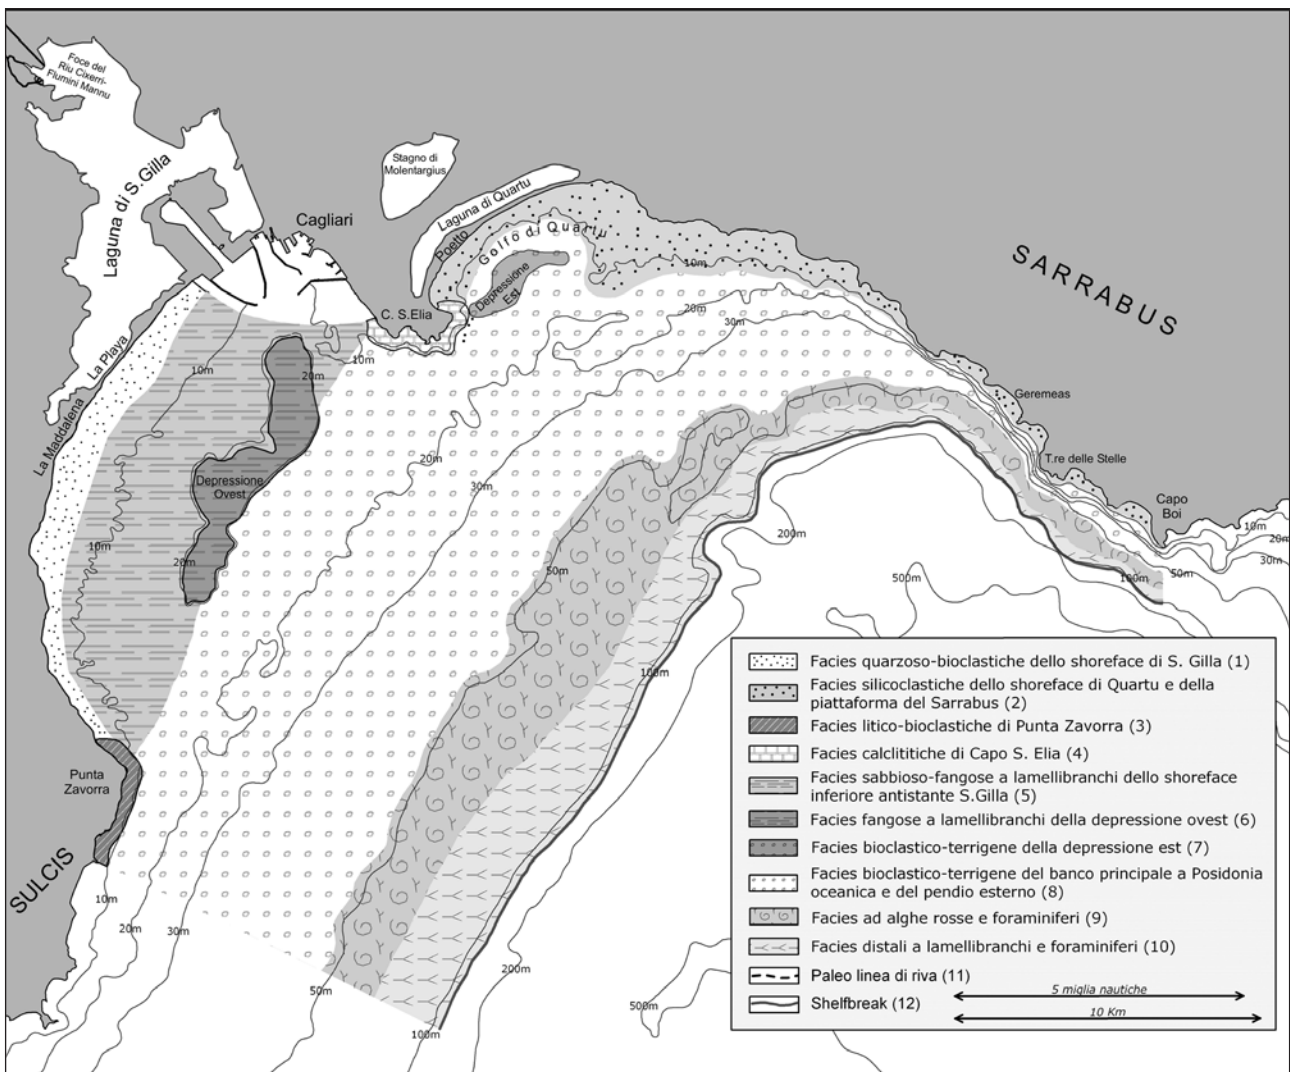 Foce del
Riu Cixerri-
Flumini Mannu
Laguna di S.Gilla
Stagno di
Molentargius
Cagliari
Laguna di Quartu
Poetto
Golfo di Quartu
Depressione
Est
C. S.Elia
SARRABUS
10m
20m
30m
10m
10m
20m
La Playa
La Maddalena
Geremeas
T.re delle Stelle
Capo
Boi
20m
30m
Depressione
Ovest
10m
20m
50m
200m
500m
100m
50m
10m
20m
30m
100m
Punta
Zavorra
SULCIS
10m
20m
30m
50m
100m
200m
500m
Facies quarzoso-bioclastiche dello shoreface di S. Gilla (1)
Facies silicoclastiche dello shoreface di Quartu e della
piattaforma del Sarrabus (2)
Facies litico-bioclastiche di Punta Zavorra (3)
Facies calclititiche di Capo S. Elia (4)
Facies sabbioso-fangose a lamellibranchi dello shoreface
inferiore antistante S.Gilla (5)
Facies fangose a lamellibranchi della depressione ovest (6)
Facies bioclastico-terrigene della depressione est (7)
Facies bioclastico-terrigene del banco principale a Posidonia
oceanica e del pendio esterno (8)
Facies ad alghe rosse e foraminiferi (9)
Facies distali a lamellibranchi e foraminiferi (10)
Paleo linea di riva (11)
Shelfbreak (12)
5 miglia nautiche
10 Km